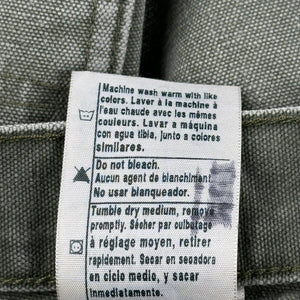 Machine wash warm with like
colors. Laver à la machine à
l'eau chaude avec les mêmes
couleurs. Lavar a máquina
con agua tibia, junto a colores
similares.
Do not bleach.
Aucun agent de blanchiment
No usar blanqueador.
Tumble dry medium, remove
promptly. Sécher par culbutage
à réglage moyen, retirer
rapidement. Secar en secadora
en ciclo medio, y sacar
inmediatamente.